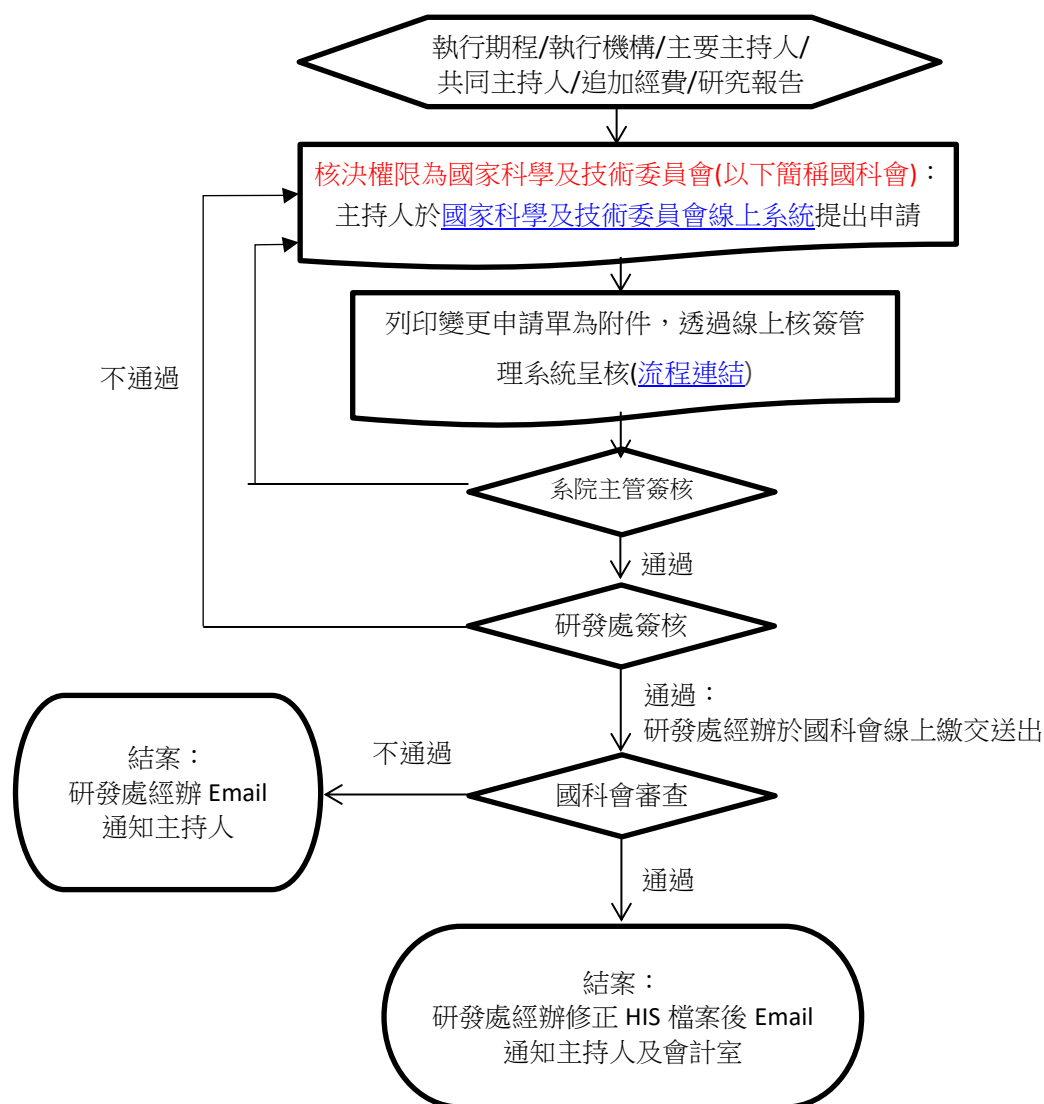 執行期程/執行機構/主要主持人/
共同主持人/追加經費/研究報告
核決權限為國家科學及技術委員會(以下簡稱國科會)：
主持人於國家科學及技術委員會線上系統提出申請
列印變更申請單為附件，透過線上核簽管
理系統呈核(流程連結)
不通過
系院主管簽核
通過
研發處簽核
通過：
研發處經辦於國科會線上繳交送出
不通過
結案：
研發處經辦 Email
通知主持人
國科會審查
通過
結案：
研發處經辦修正 HIS 檔案後 Email
通知主持人及會計室